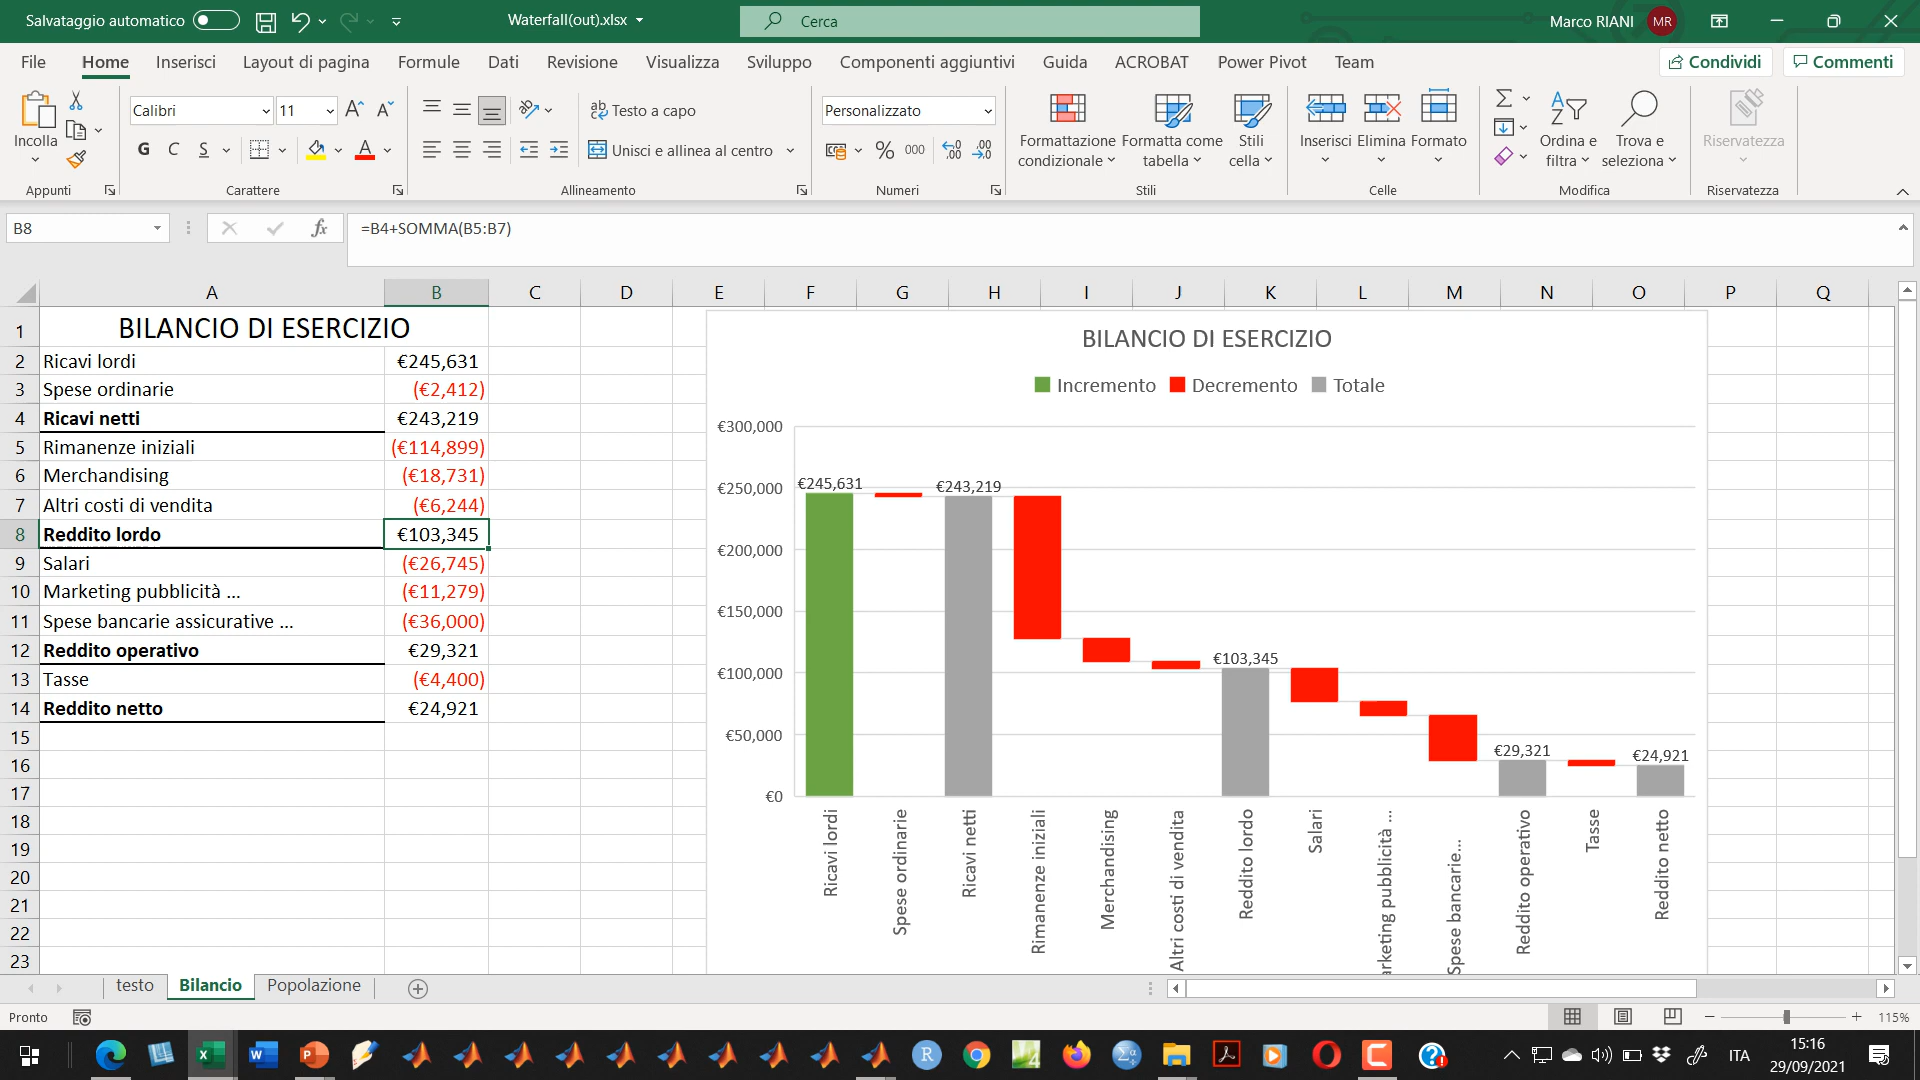 Salvataggio automatico
Waterfall(out).xlsx
Cerca
Marco RIANI
MR
File Home Inserisci Layout di pagina Formule Dati Revisione Visualizza Sviluppo Componenti aggiuntivi Guida ACROBAT Power Pivot Team
Condividi
Commenti
Incolla
Calibri 11
G C S
Testo a capo
Unisci e allinea al centro
Personalizzato
% 000
Formattazione condizionale
Formatta come tabella
Stili cella
Inserisci Elimina Formato
Ordina e filtra
Trova e seleziona
Riservatezza
Appunti Carattere Allineamento Numeri Stili Celle Modifica Riservatezza
B8
fx
=B4+SOMMA(B5:B7)
A B C D E F G H I J K L M N O P Q
1 BILANCIO DI ESERCIZIO
2 Ricavi lordi €245,631
3 Spese ordinarie (€2,412)
4 Ricavi netti €243,219
5 Rimanenze iniziali (€114,899)
6 Merchandising (€18,731)
7 Altri costi di vendita (€6,244)
8 Reddito lordo €103,345
9 Salari (€26,745)
10 Marketing pubblicità ... (€11,279)
11 Spese bancarie assicurative ... (€36,000)
12 Reddito operativo €29,321
13 Tasse (€4,400)
14 Reddito netto €24,921
15
16
17
18
19
20
21
22
23
BILANCIO DI ESERCIZIO
Incremento Decremento Totale
€300,000
€250,000
€200,000
€150,000
€100,000
€50,000
€0
€245,631
€243,219
€103,345
€29,321
€24,921
Ricavi lordi
Spese ordinarie
Ricavi netti
Rimanenze iniziali
Merchandising
Altri costi di vendita
Reddito lordo
Salari
rketing pubblicità ...
Spese bancarie...
Reddito operativo
Tasse
Reddito netto
testo Bilancio Popolazione
Pronto
115%
ITA
15:16
29/09/2021